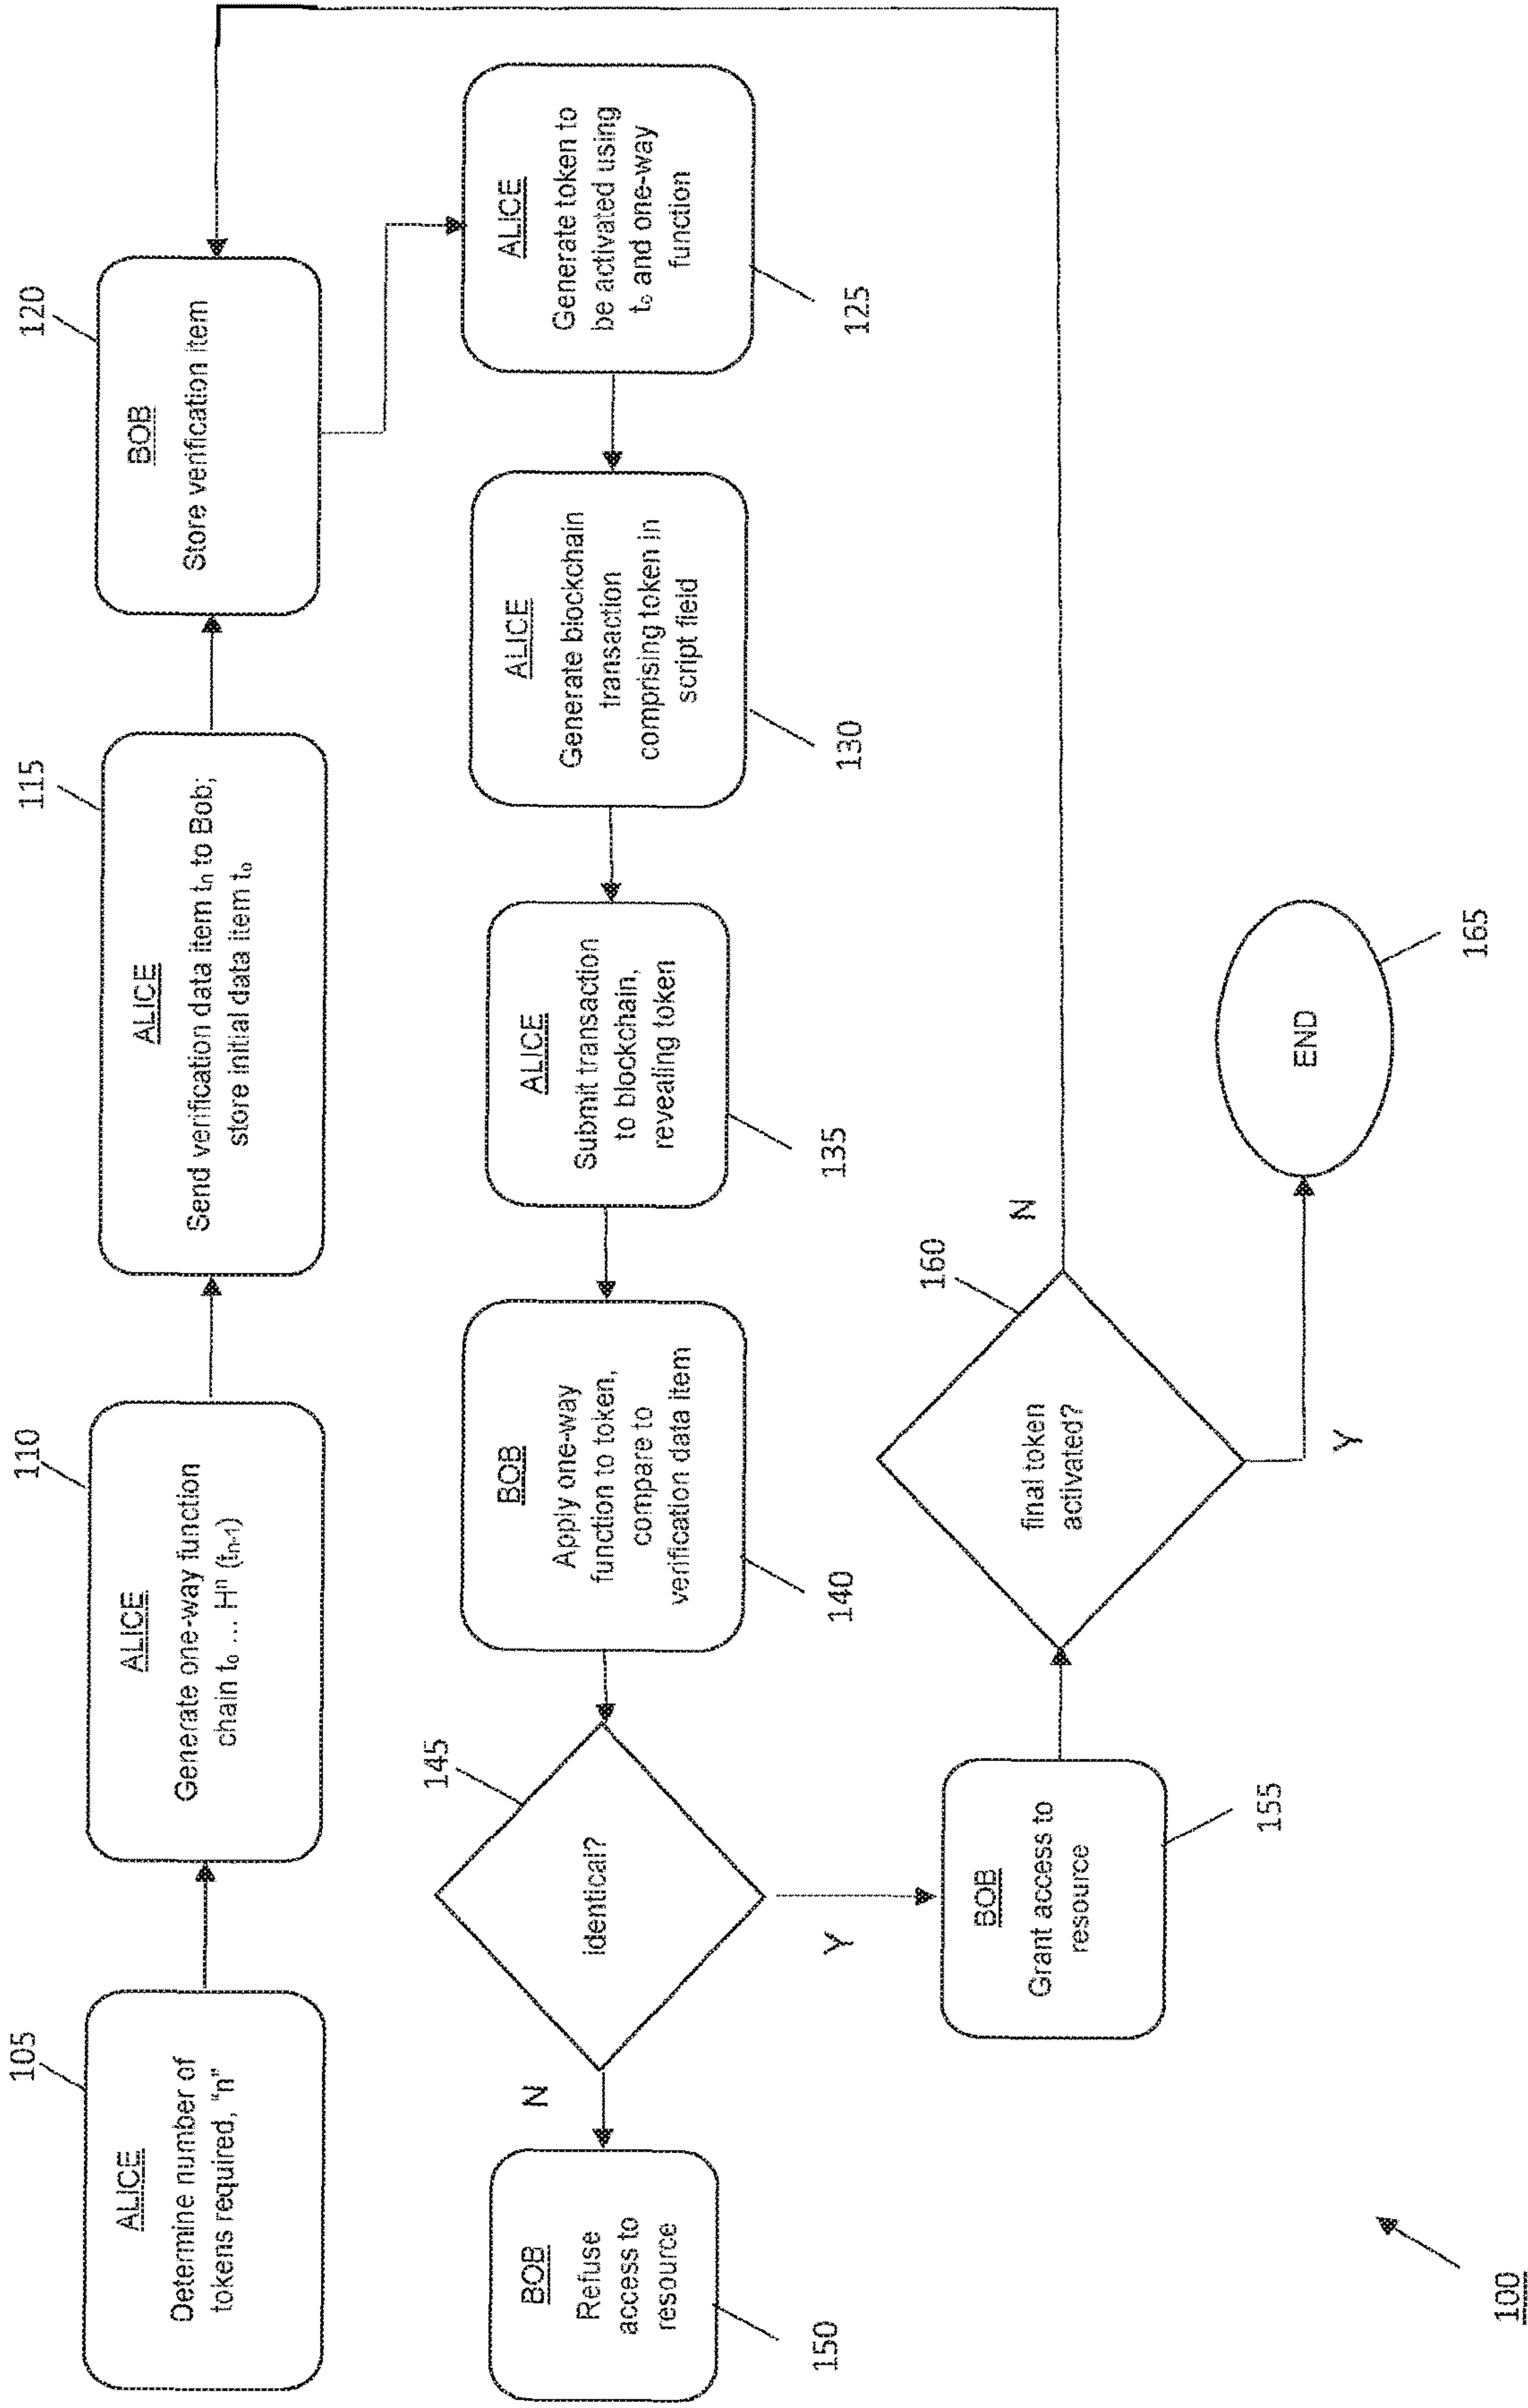 105
ALICE
Determine number of
tokens required, “n”
110
ALICE
Generate one-way function
chain t₀ ... Hⁿ (tₙ₋₁)
115
ALICE
Send verification data item tₙ to Bob;
store initial data item t₀
120
BOB
Store verification item
ALICE
Generate token to
be activated using
t₀ and one-way
function
125
ALICE
Generate blockchain
transaction
comprising token in
script field
130
ALICE
Submit transaction
to blockchain,
revealing token
135
BOB
Apply one-way
function to token,
compare to
verification data item
140
145
identical?
N
Y
BOB
Refuse
access to
resource
150
BOB
Grant access to
resource
155
160
final token
activated?
N
Y
END
165
100